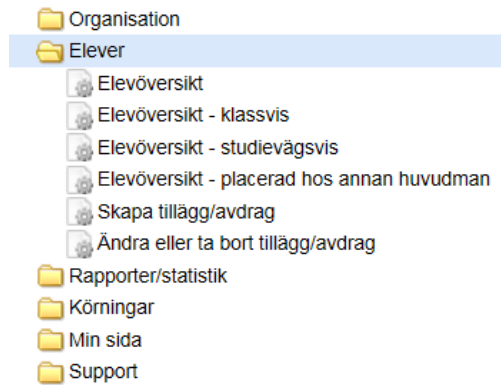 Organisation
Elever
Elevöversikt
Elevöversikt - klassvis
Elevöversikt - studievägsvis
Elevöversikt - placerad hos annan huvudman
Skapa tillägg/avdrag
Ändra eller ta bort tillägg/avdrag
Rapporter/statistik
Körningar
Min sida
Support